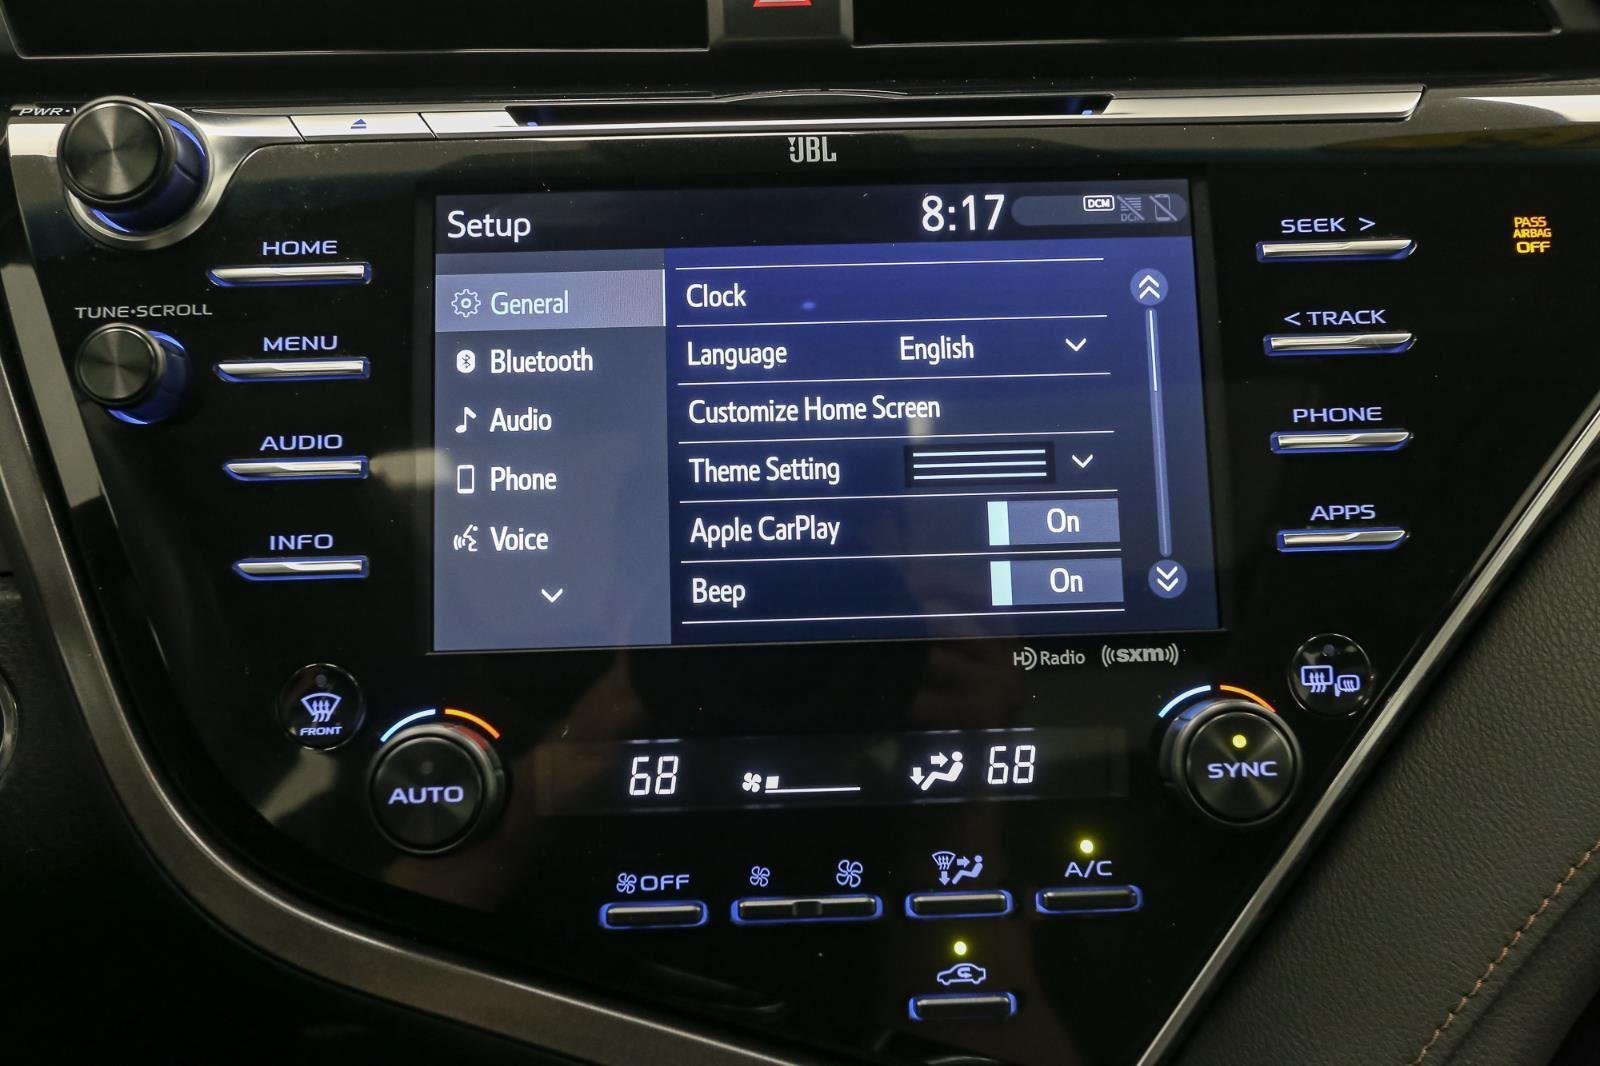 JBL
HOME
TUNE•SCROLL
MENU
AUDIO
INFO
Setup
8:17
DCM
General
Bluetooth
Audio
Phone
Voice
Clock
Language English
Customize Home Screen
Theme Setting
Apple CarPlay On
Beep On
SEEK >
< TRACK
PHONE
APPS
PASS
AIRBAG
OFF
HD Radio
((sxm))
FRONT
AUTO
68
68
SYNC
OFF
A/C